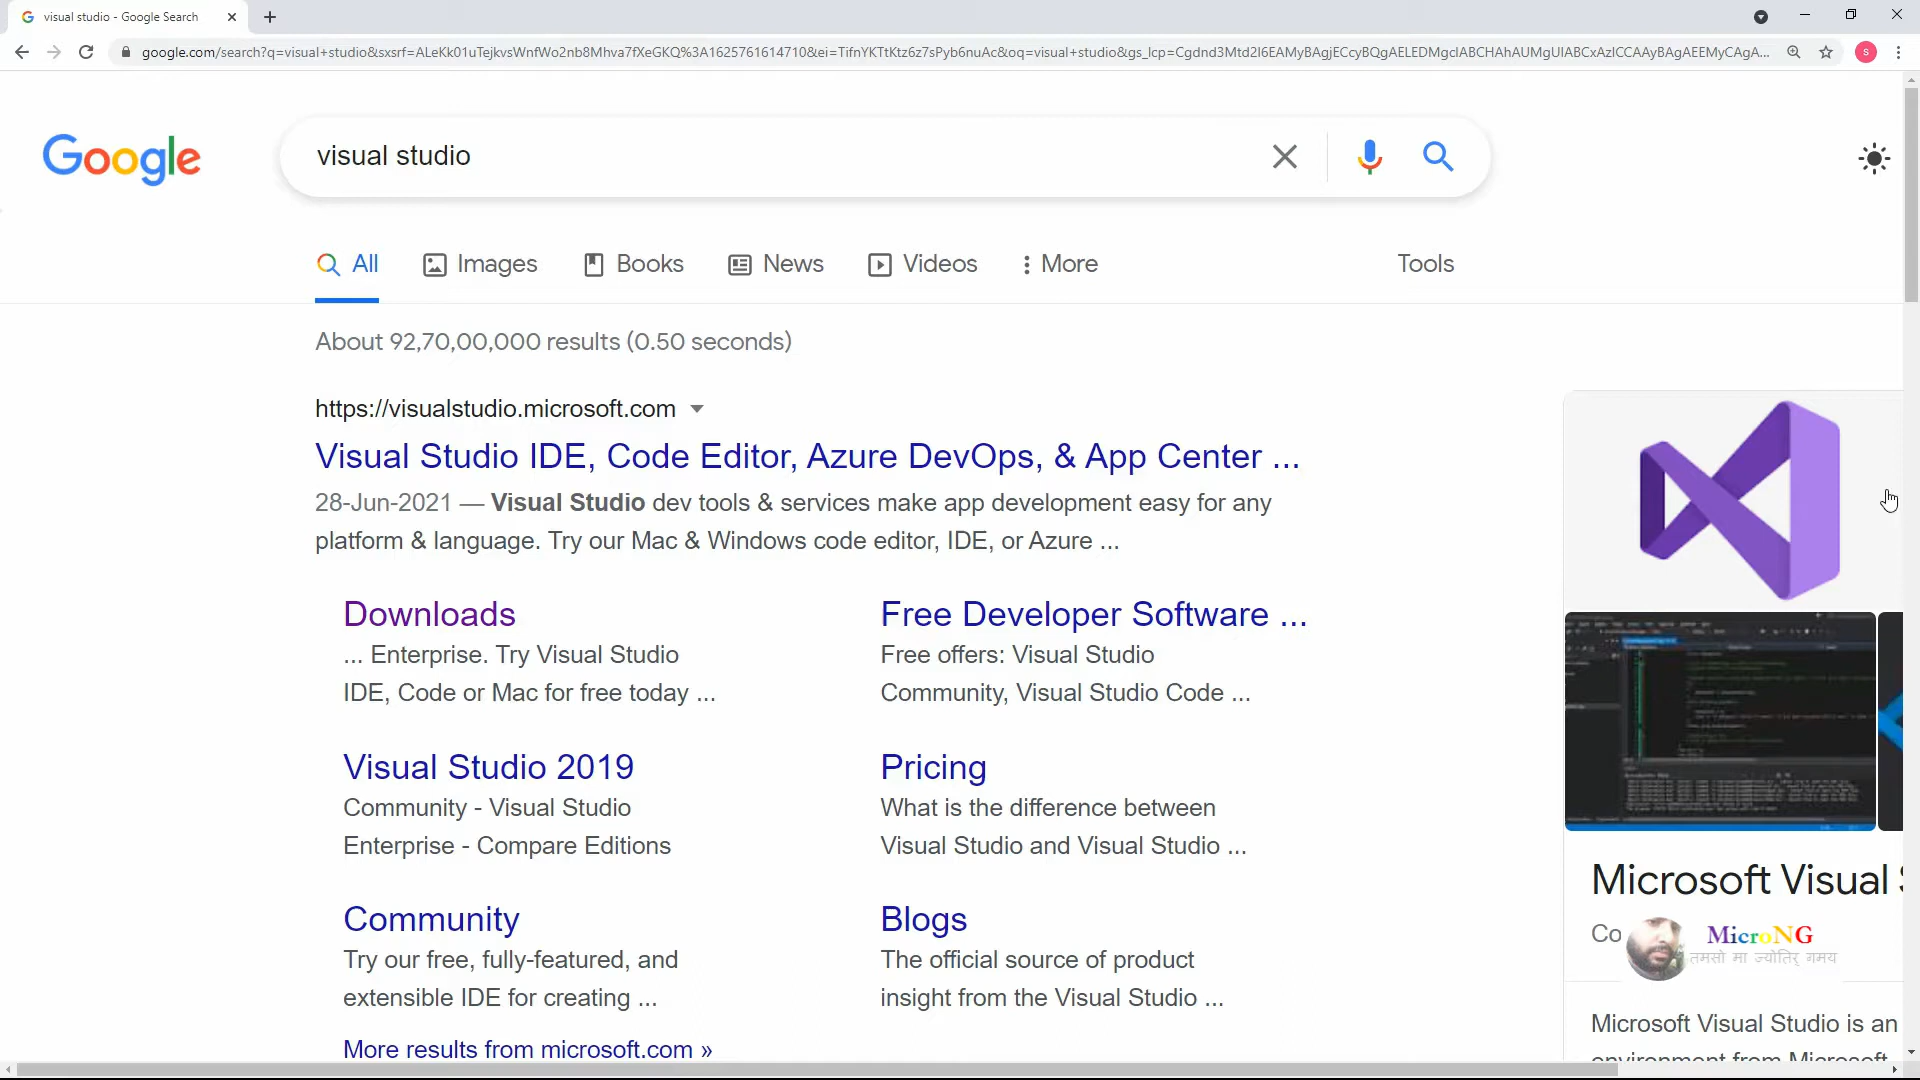 visual studio - Google Search
google.com/search?q=visual+studio&sxsrf=ALeKk01uTejkvsWnfWo2nb8Mhva7fXeGKQ%3A1625761614710&ei=TifnYKTtKtz6z7sPyb6nuAc&oq=visual+studio&gs_lcp=Cgdnd3Mtd2l6EAMyBAgjECcyBQgAELEDMgcIABCHAhAUMgUIABCxAzICCAAyBAgAEEMyCAgA...
S
Google
visual studio
All Images Books News Videos More Tools
About 92,70,00,000 results (0.50 seconds)
https://visualstudio.microsoft.com
Visual Studio IDE, Code Editor, Azure DevOps, & App Center ...
28-Jun-2021 — Visual Studio dev tools & services make app development easy for any
platform & language. Try our Mac & Windows code editor, IDE, or Azure ...
Downloads
... Enterprise. Try Visual Studio
IDE, Code or Mac for free today ...
Free Developer Software ...
Free offers: Visual Studio
Community, Visual Studio Code ...
Visual Studio 2019
Community - Visual Studio
Enterprise - Compare Editions
Pricing
What is the difference between
Visual Studio and Visual Studio ...
Community
Try our free, fully-featured, and
extensible IDE for creating ...
Blogs
The official source of product
insight from the Visual Studio ...
More results from microsoft.com »
Microsoft Visual
Co
MicroNG
तमसो मा ज्योतिर् गमय
Microsoft Visual Studio is an
environment from Microsoft